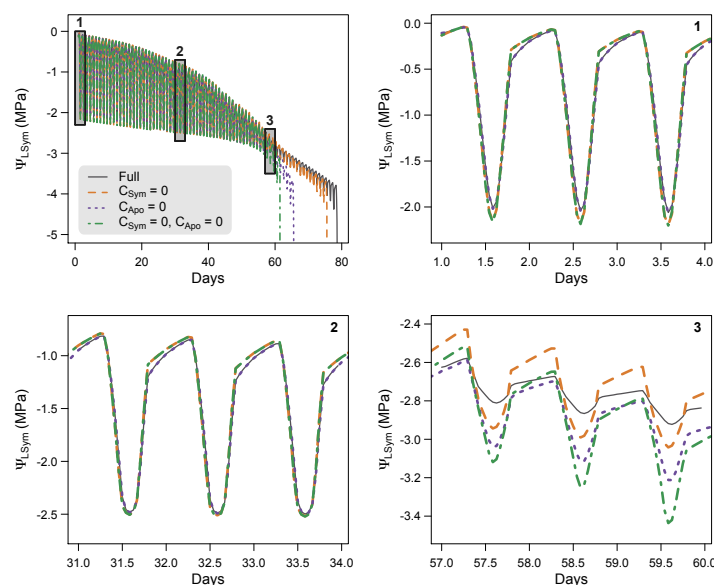 1
2
3
0
-1
-2
-3
-4
-5
Ψ_LSym (MPa)
Full
C_Sym = 0
C_Apo = 0
C_Sym = 0, C_Apo = 0
0 20 40 60 80
Days
1
0.0
-0.5
-1.0
-1.5
-2.0
Ψ_LSym (MPa)
1.0 1.5 2.0 2.5 3.0 3.5 4.0
Days
2
-1.0
-1.5
-2.0
-2.5
Ψ_LSym (MPa)
31.0 31.5 32.0 32.5 33.0 33.5 34.0
Days
3
-2.4
-2.6
-2.8
-3.0
-3.2
-3.4
Ψ_LSym (MPa)
57.0 57.5 58.0 58.5 59.0 59.5 60.0
Days